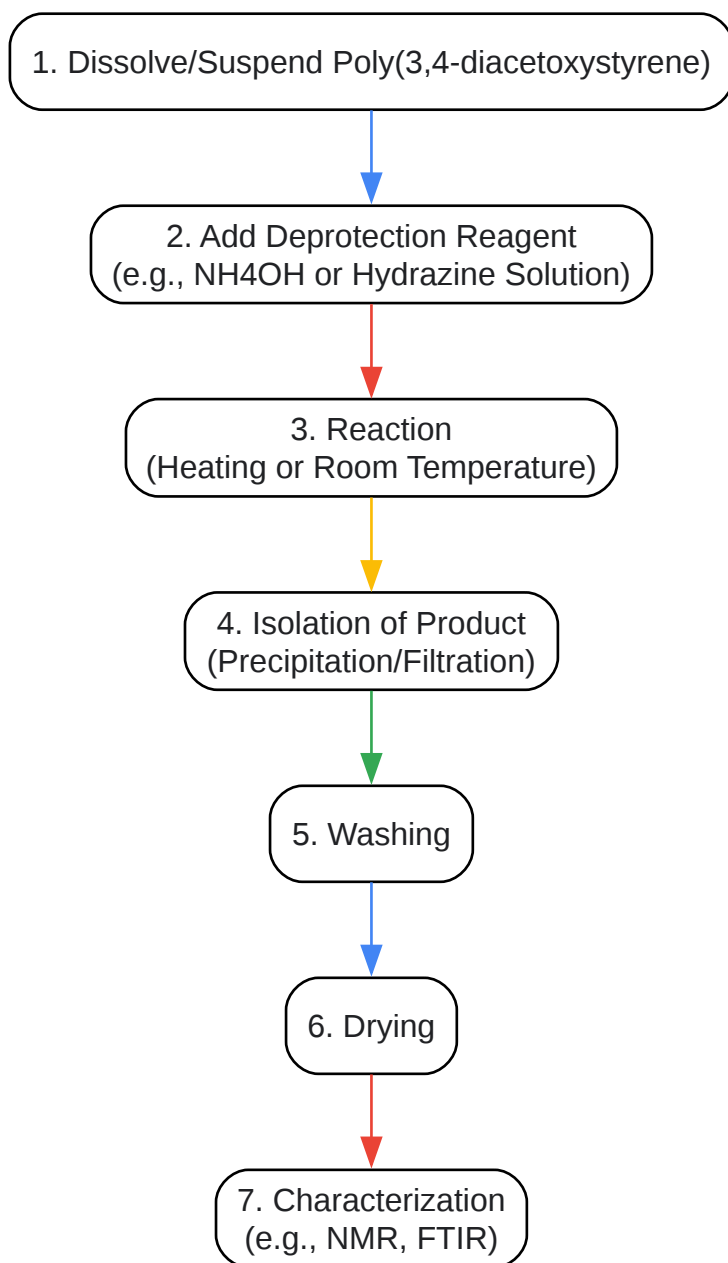 1. Dissolve/Suspend Poly(3,4-diacetoxystyrene)
2. Add Deprotection Reagent
(e.g., NH4OH or Hydrazine Solution)
3. Reaction
(Heating or Room Temperature)
4. Isolation of Product
(Precipitation/Filtration)
5. Washing
6. Drying
7. Characterization
(e.g., NMR, FTIR)